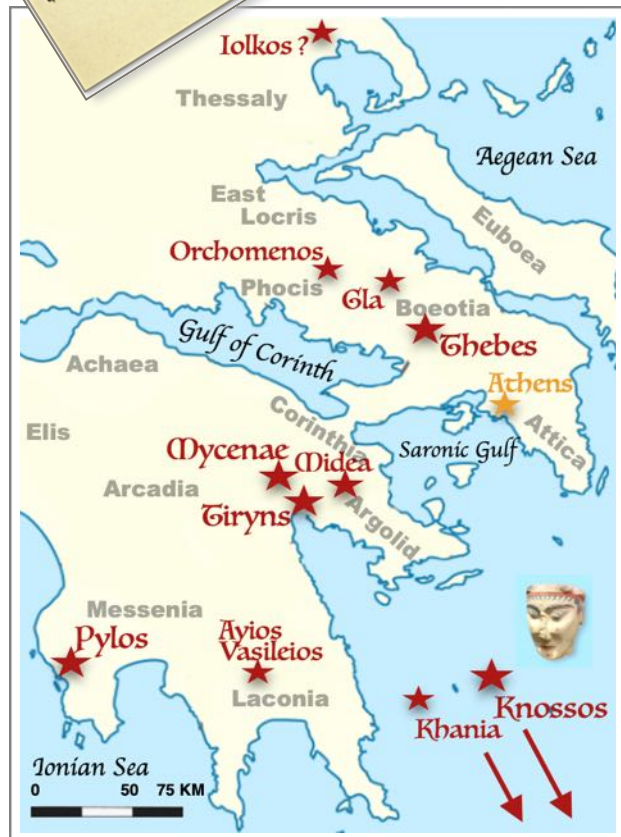 Iolkos ?
Thessaly
Aegean Sea
East
Locris
Euboea
Orchomenos
Phocis
Gla
Boeotia
Gulf of Corinth
Thebes
Achaea
Athens
Corinthia
Elis
Attica
Mycenae
Midea
Saronic Gulf
Arcadia
Tiryns
Argolid
Messenia
Pylos
Ayios
Vasileios
Laconia
Knossos
Khania
Ionian Sea
0 50 75 KM